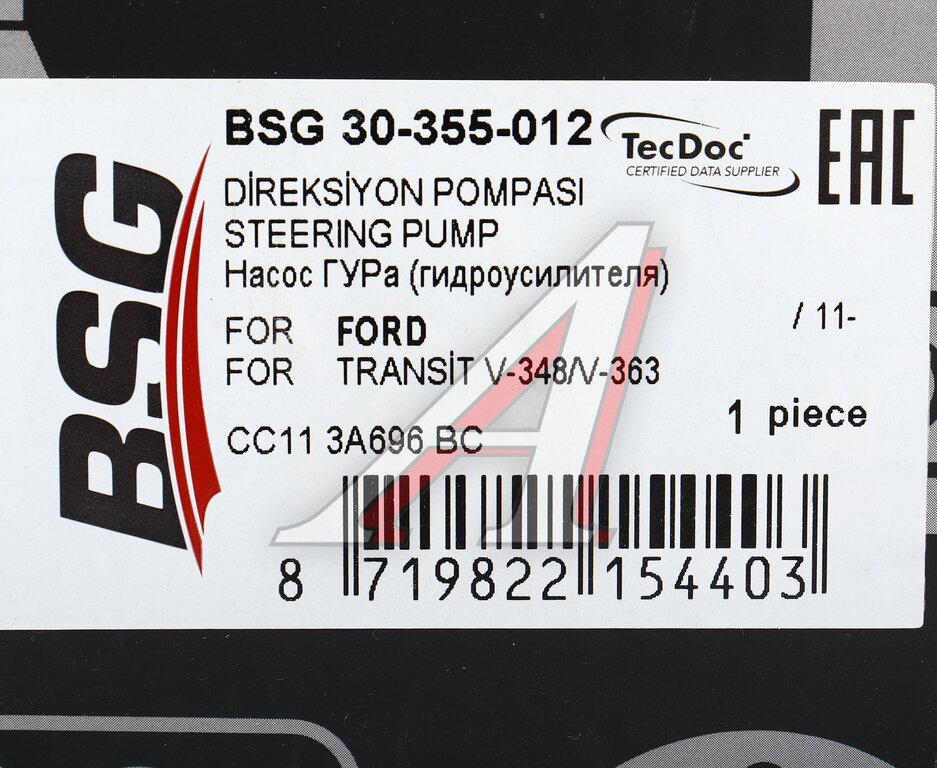 BSG
BSG 30-355-012
TecDoc
CERTIFIED DATA SUPPLIER
EAC
DİREKSİYON POMPASI
STEERING PUMP
Насос ГУРа (гидроусилителя)
FOR FORD
/ 11-
FOR TRANSİT V-348/V-363
1 piece
CC11 3A696 BC
8 719822 154403